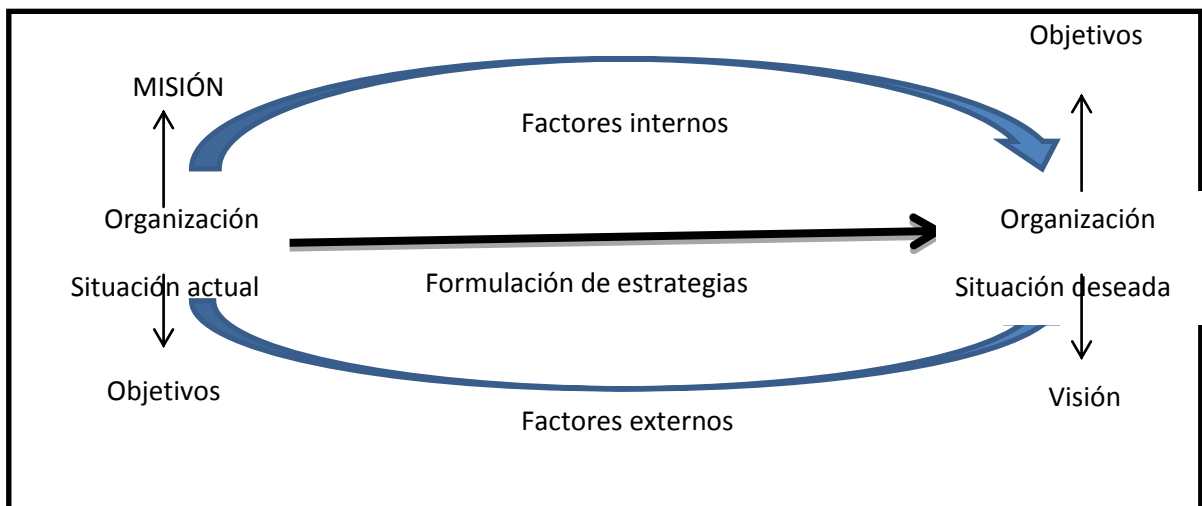 Objetivos
MISIÓN
Factores internos
Organización
Organización
Situación actual
Formulación de estrategias
Situación deseada
Objetivos
Visión
Factores externos